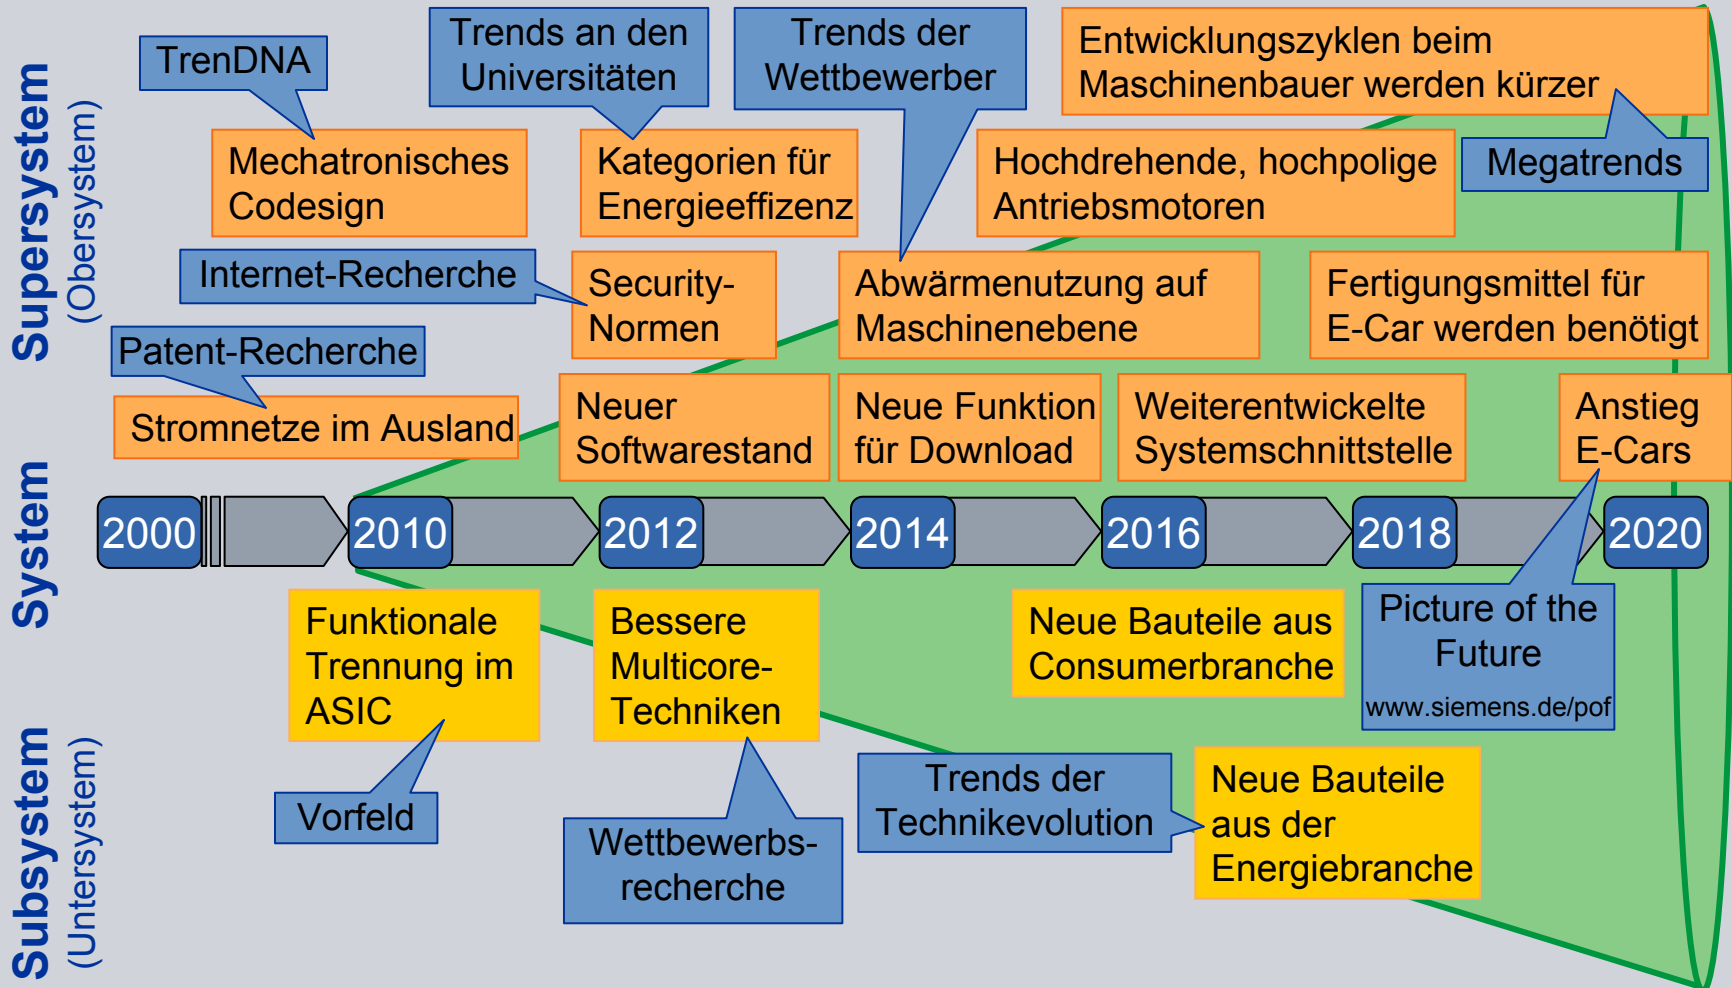 Supersystem
(Obersystem)
System
Subsystem
(Untersystem)
TrenDNA
Trends an den
Universitäten
Trends der
Wettbewerber
Entwicklungszyklen beim
Maschinenbauer werden kürzer
Mechatronisches
Codesign
Kategorien für
Energieeffizenz
Hochdrehende, hochpolige
Antriebsmotoren
Megatrends
Internet-Recherche
Security-
Normen
Abwärmenutzung auf
Maschinenebene
Fertigungsmittel für
E-Car werden benötigt
Patent-Recherche
Stromnetze im Ausland
Neuer
Softwarestand
Neue Funktion
für Download
Weiterentwickelte
Systemschnittstelle
Anstieg
E-Cars
2000
2010
2012
2014
2016
2018
2020
Funktionale
Trennung im
ASIC
Bessere
Multicore-
Techniken
Neue Bauteile aus
Consumerbranche
Picture of the
Future
www.siemens.de/pof
Vorfeld
Wettbewerbs-
recherche
Trends der
Technikevolution
Neue Bauteile
aus der
Energiebranche